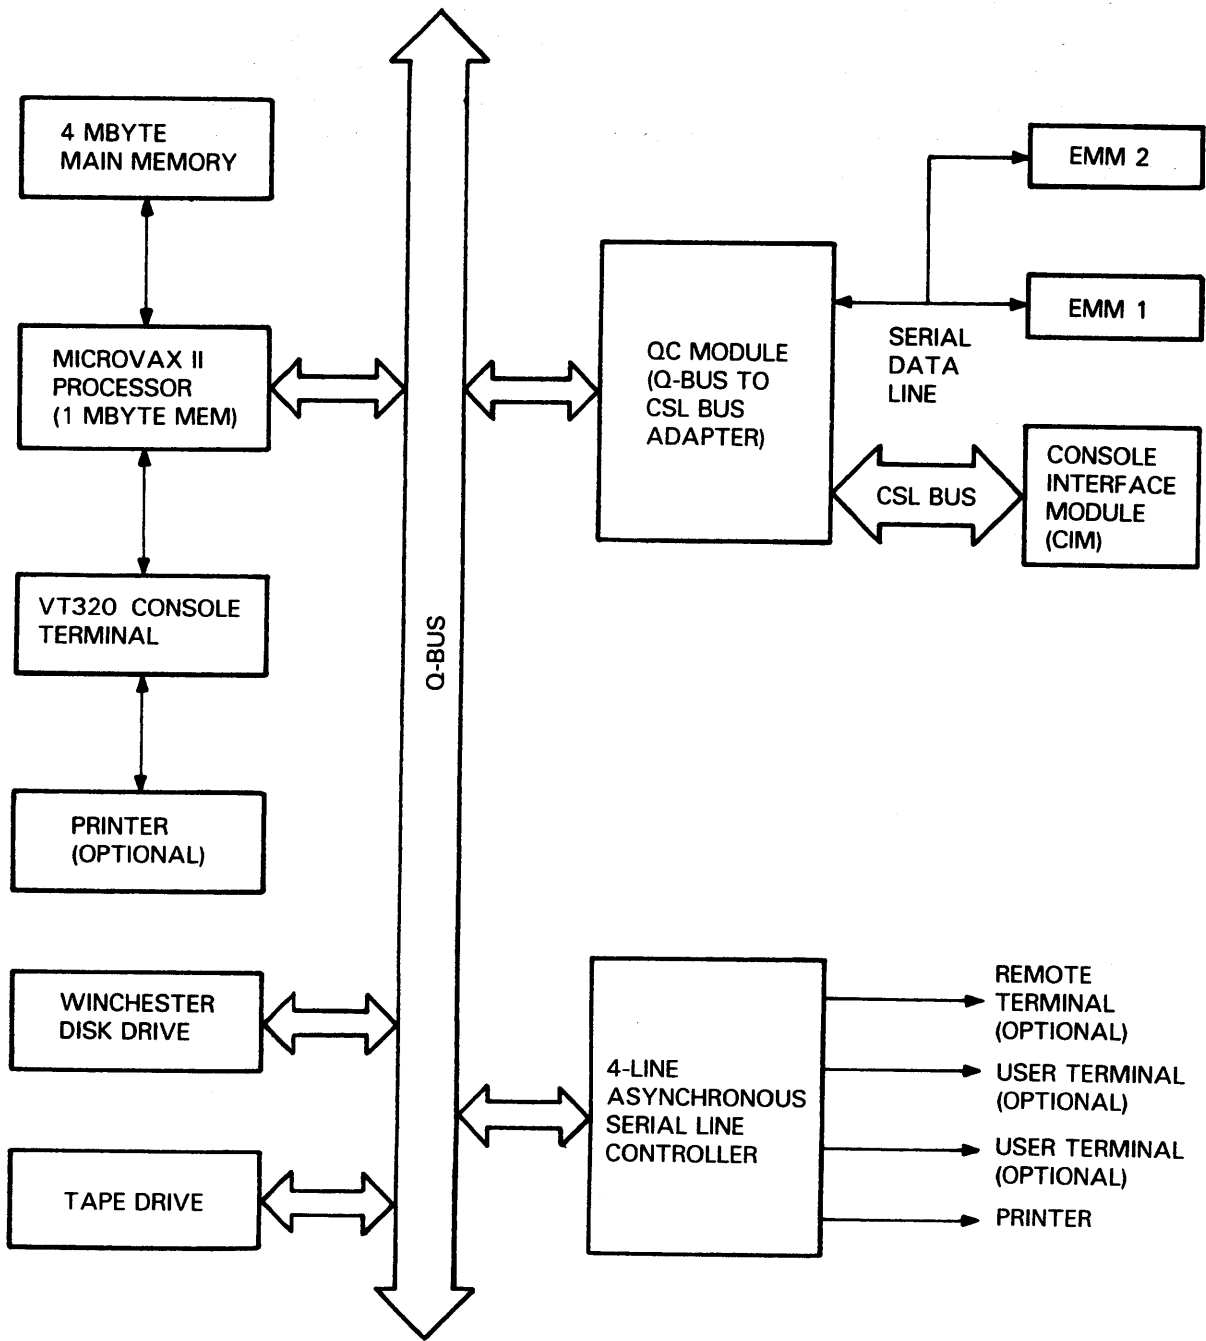 4 MBYTE
MAIN MEMORY
MICROVAX II
PROCESSOR
(1 MBYTE MEM)
VT320 CONSOLE
TERMINAL
PRINTER
(OPTIONAL)
WINCHESTER
DISK DRIVE
TAPE DRIVE
Q-BUS
QC MODULE
(Q-BUS TO
CSL BUS
ADAPTER)
EMM 2
EMM 1
SERIAL
DATA
LINE
CSL BUS
CONSOLE
INTERFACE
MODULE
(CIM)
4-LINE
ASYNCHRONOUS
SERIAL LINE
CONTROLLER
REMOTE
TERMINAL
(OPTIONAL)
USER TERMINAL
(OPTIONAL)
USER TERMINAL
(OPTIONAL)
PRINTER